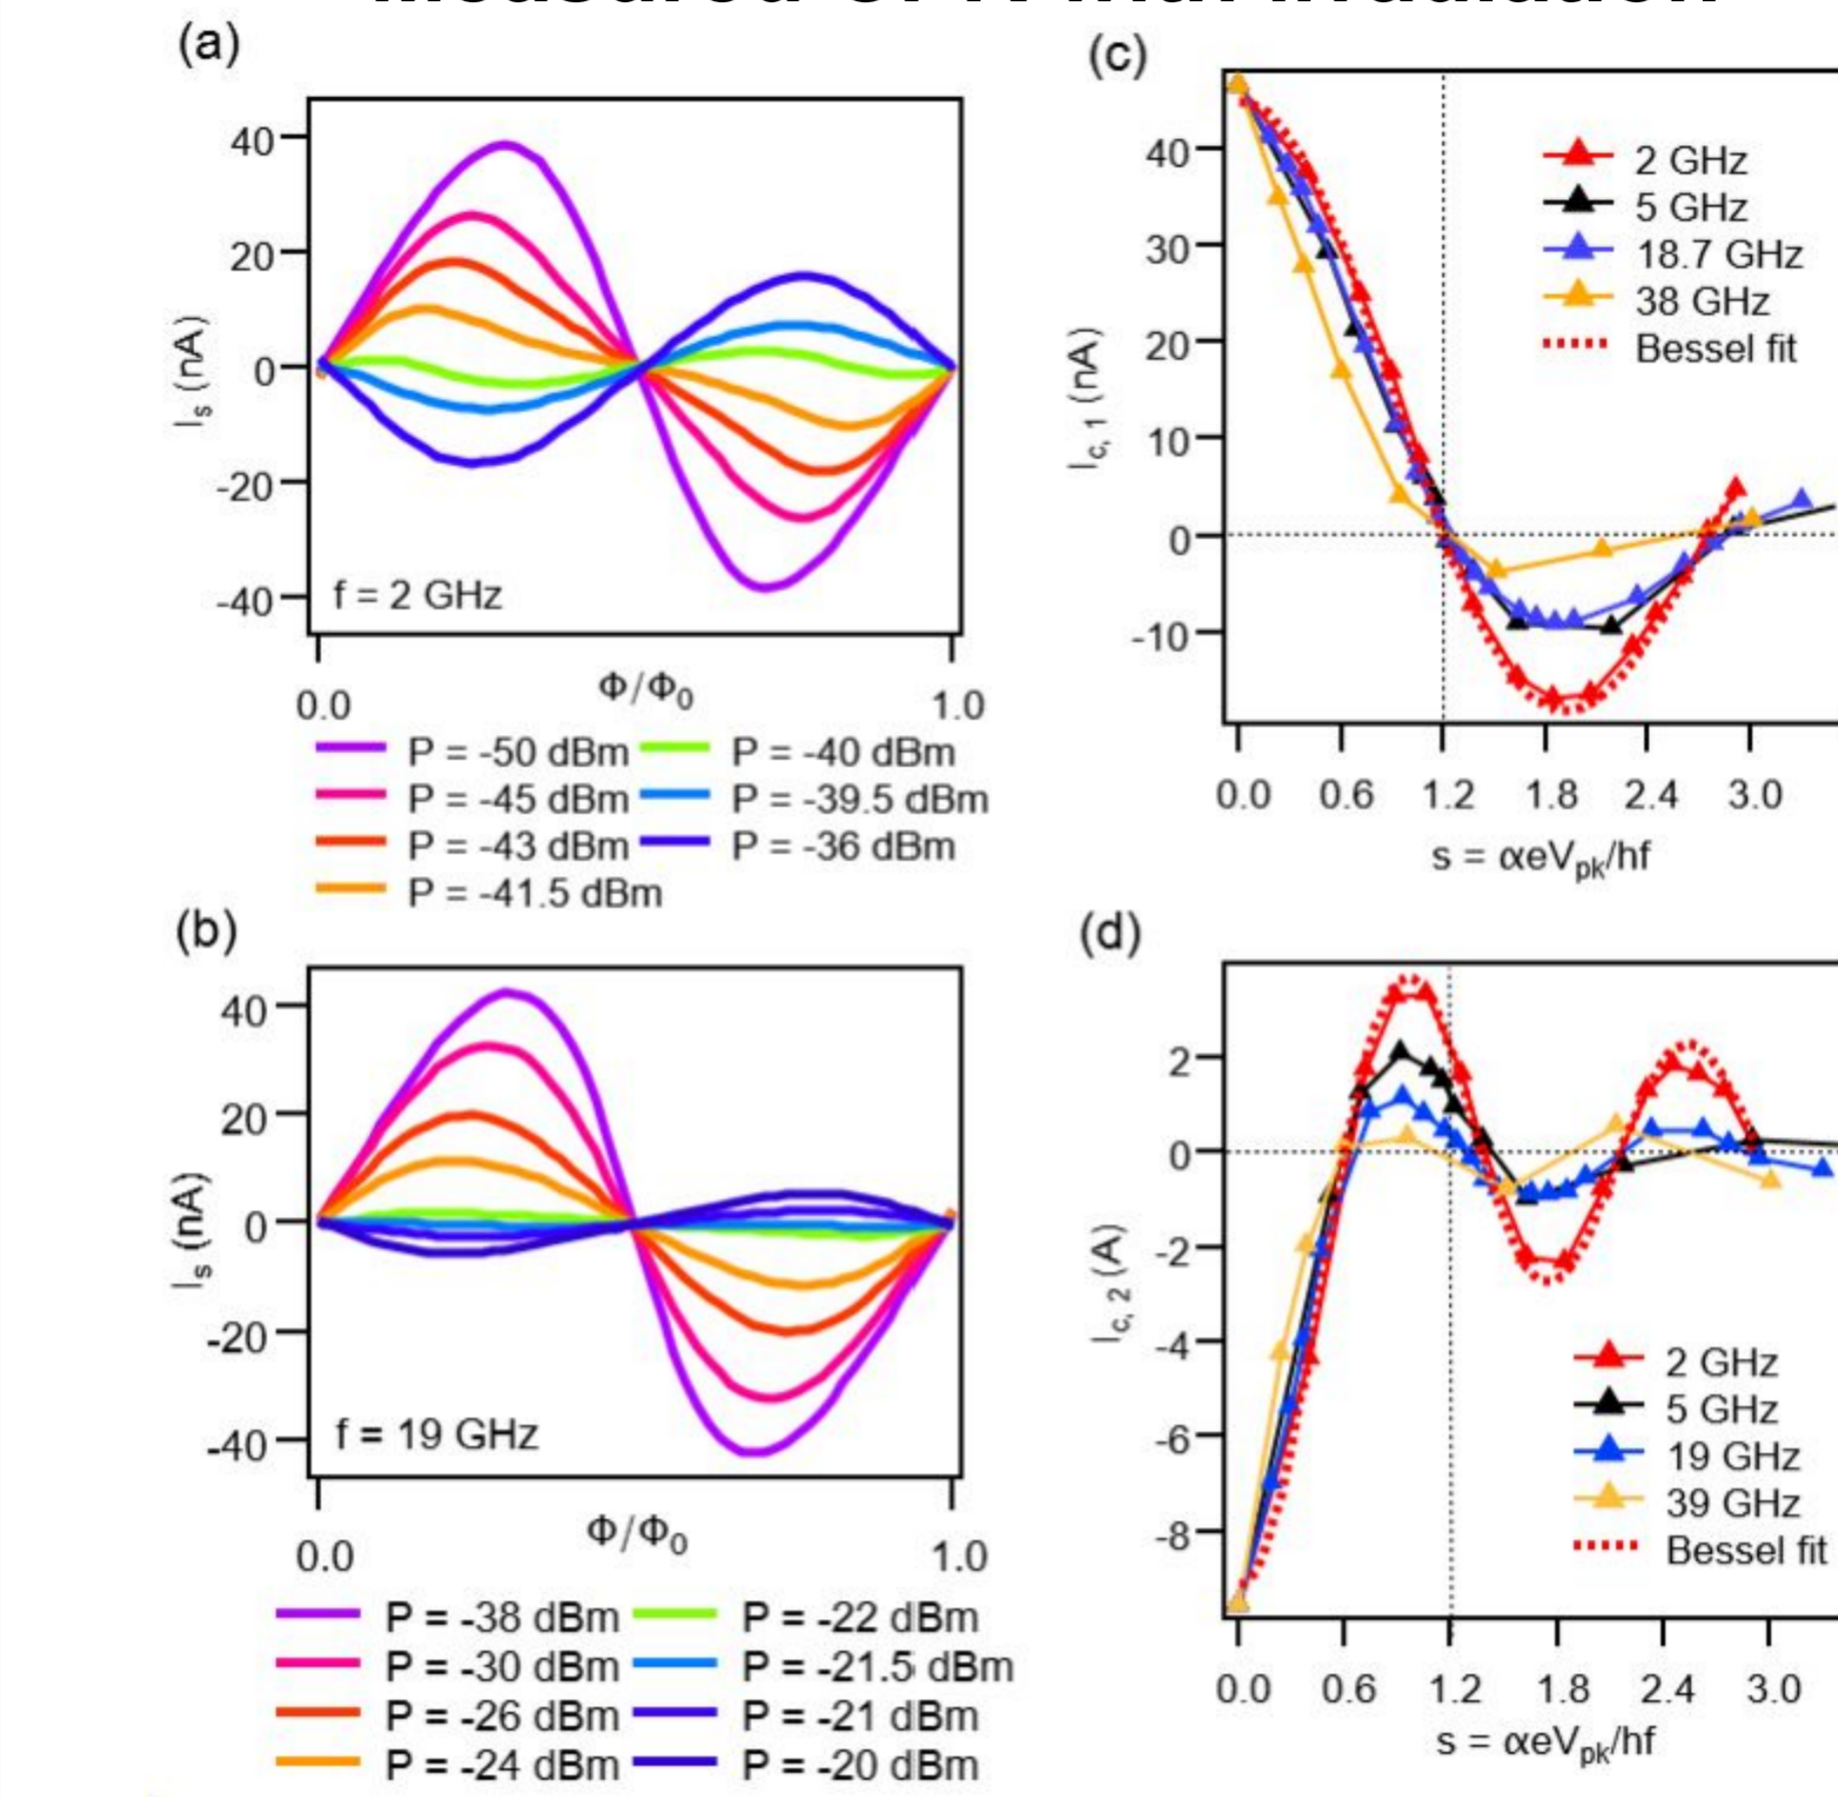 (a)
40
20
0
-20
-40
I_s (nA)
f = 2 GHz
0.0
Φ/Φ_0
1.0
P = -50 dBm
P = -40 dBm
P = -45 dBm
P = -39.5 dBm
P = -43 dBm
P = -36 dBm
P = -41.5 dBm
(b)
40
20
0
-20
-40
I_s (nA)
f = 19 GHz
0.0
Φ/Φ_0
1.0
P = -38 dBm
P = -22 dBm
P = -30 dBm
P = -21.5 dBm
P = -26 dBm
P = -21 dBm
P = -24 dBm
P = -20 dBm
(c)
40
30
20
10
0
-10
I_c, 1 (nA)
2 GHz
5 GHz
18.7 GHz
38 GHz
Bessel fit
0.0 0.6 1.2 1.8 2.4 3.0
s = αeV_pk/hf
(d)
2
0
-2
-4
-6
-8
I_c, 2 (A)
2 GHz
5 GHz
19 GHz
39 GHz
Bessel fit
0.0 0.6 1.2 1.8 2.4 3.0
s = αeV_pk/hf